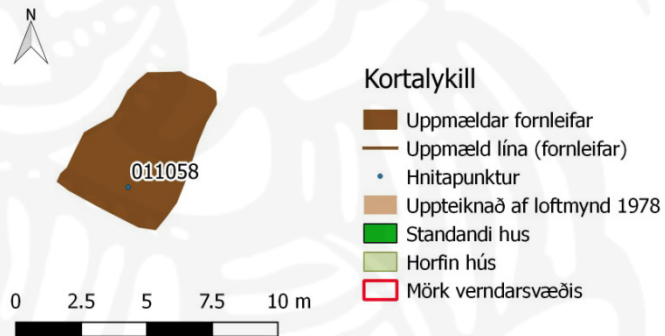 N
011058
0 2.5 5 7.5 10 m
Kortalykill
Uppmældar fornleifar
Uppmæld lína (fornleifar)
Hnitapunktur
Uppteiknað af loftmynd 1978
Standandi hus
Horfin hús
Mörk verndarsvæðis